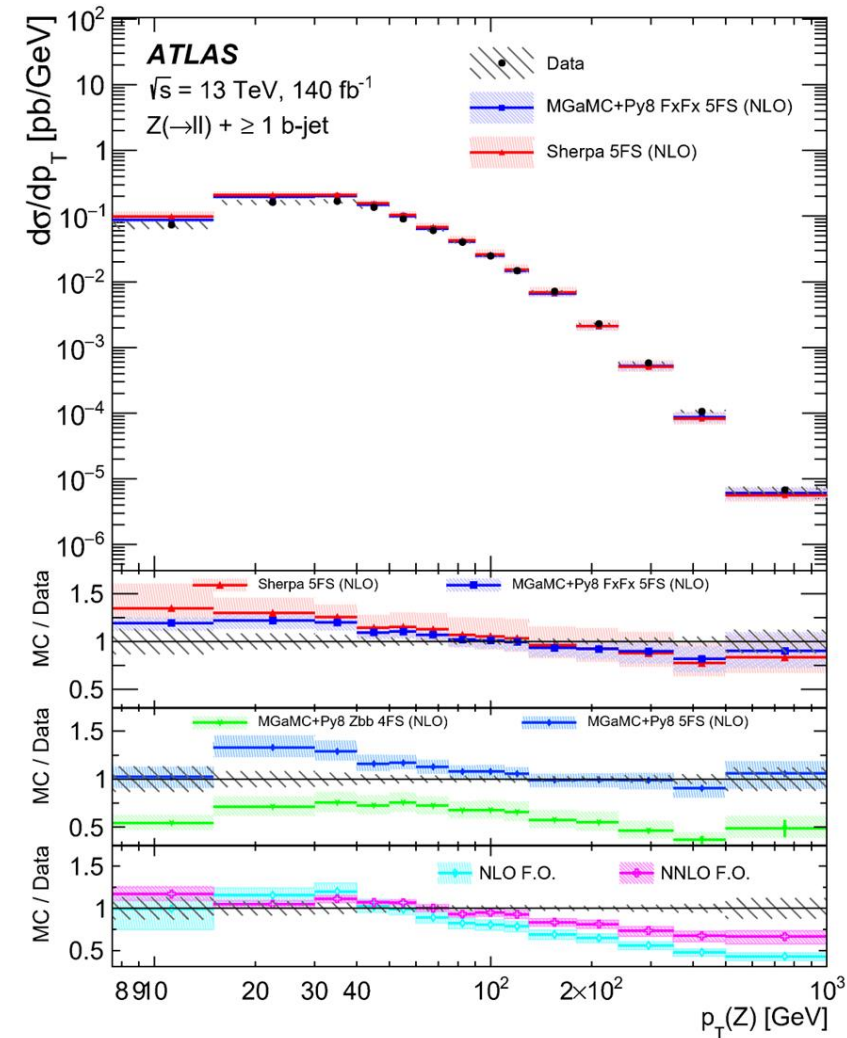 ATLAS
√s = 13 TeV, 140 fb⁻¹
Z(→ll) + ≥ 1 b-jet
Data
MGaMC+Py8 FxFx 5FS (NLO)
Sherpa 5FS (NLO)
dσ/dp_T [pb/GeV]
10²
10
1
10⁻¹
10⁻²
10⁻³
10⁻⁴
10⁻⁵
10⁻⁶
MC / Data
Sherpa 5FS (NLO) MGaMC+Py8 FxFx 5FS (NLO)
1.5
1
0.5
MC / Data
MGaMC+Py8 Zbb 4FS (NLO) MGaMC+Py8 5FS (NLO)
1.5
1
0.5
MC / Data
NLO F.O. NNLO F.O.
1.5
1
0.5
8 9 10 20 30 40 10² 2×10² 10³
p_T(Z) [GeV]